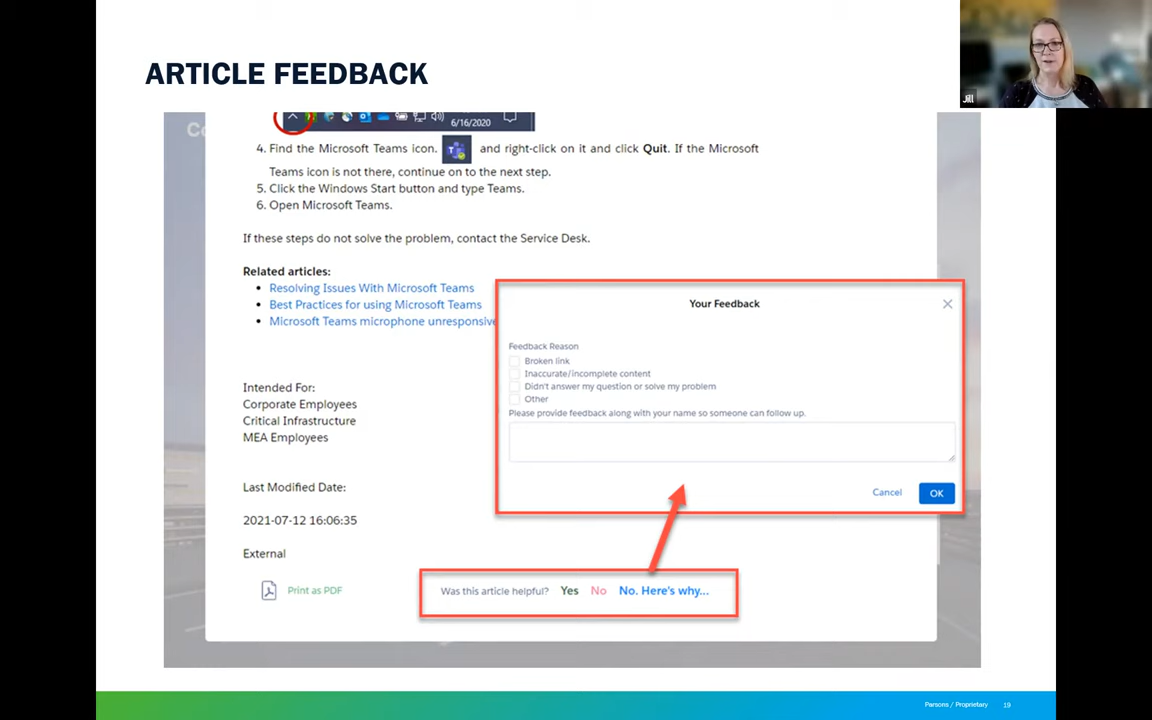 ARTICLE FEEDBACK
Jill
6/16/2020
4. Find the Microsoft Teams icon. and right-click on it and click Quit. If the Microsoft
Teams icon is not there, continue on to the next step.
5. Click the Windows Start button and type Teams.
6. Open Microsoft Teams.
If these steps do not solve the problem, contact the Service Desk.
Related articles:
• Resolving Issues With Microsoft Teams
• Best Practices for using Microsoft Teams
• Microsoft Teams microphone unresponsive
Your Feedback
Feedback Reason
Broken link
Inaccurate/incomplete content
Didn't answer my question or solve my problem
Other
Please provide feedback along with your name so someone can follow up.
Cancel
OK
Intended For:
Corporate Employees
Critical Infrastructure
MEA Employees
Last Modified Date:
2021-07-12 16:06:35
External
Print as PDF
Was this article helpful? Yes No No. Here's why...
Parsons / Proprietary 19